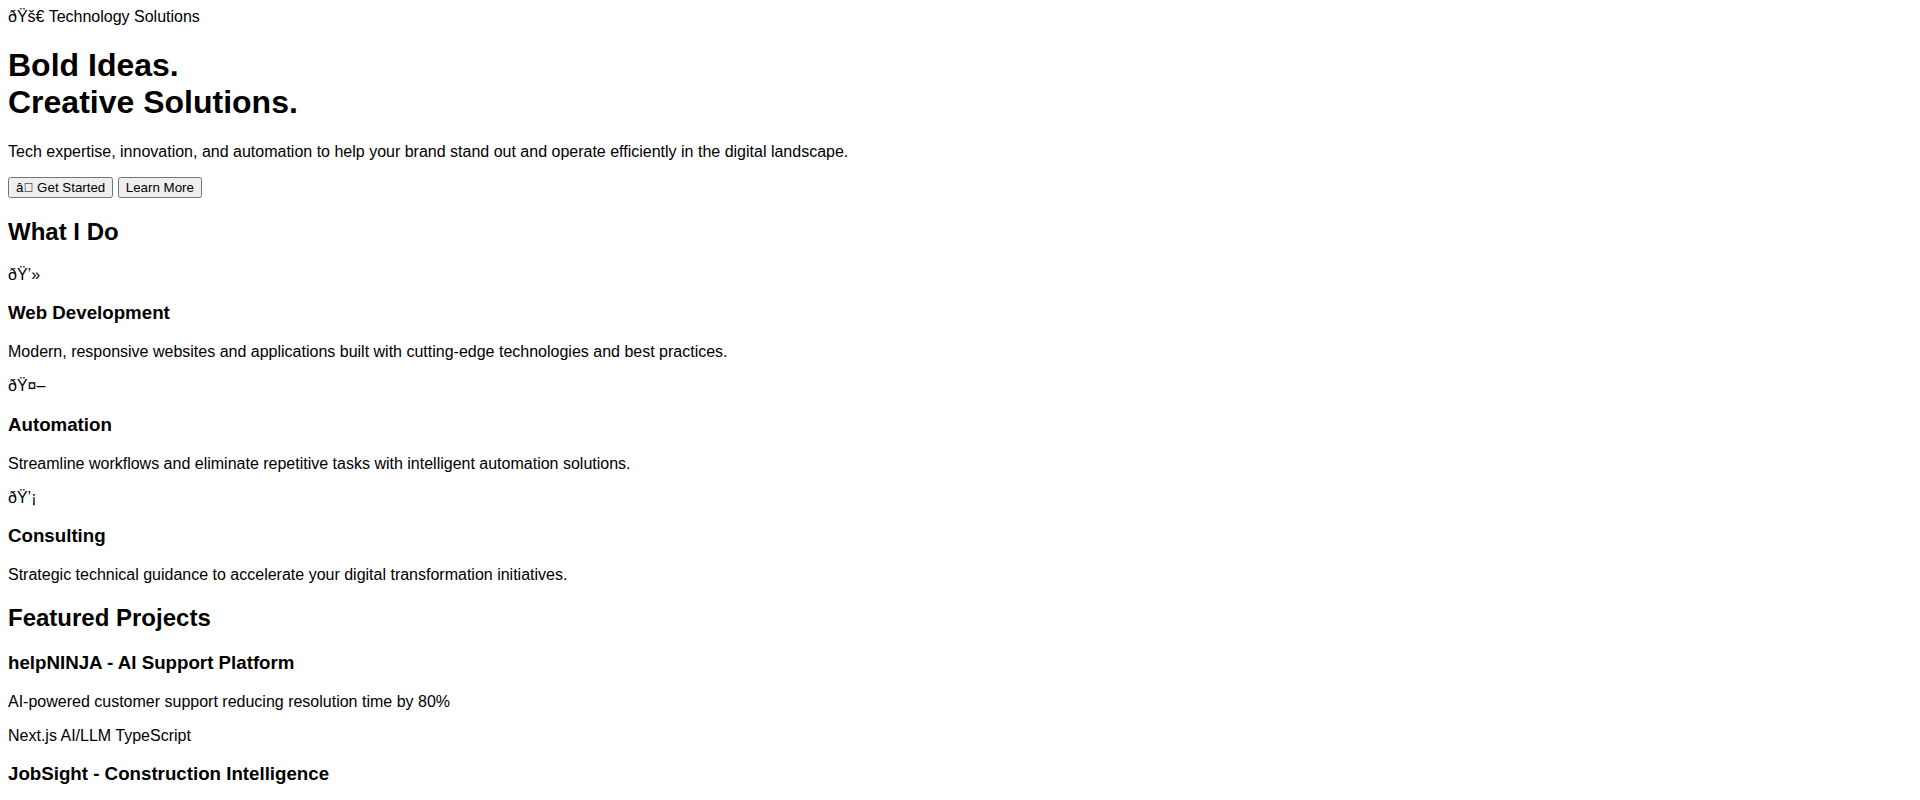 ðŸš€ Technology Solutions
Bold Ideas.
Creative Solutions.
Tech expertise, innovation, and automation to help your brand stand out and operate efficiently in the digital landscape.
â Get Started Learn More
What I Do
ðŸ’»
Web Development
Modern, responsive websites and applications built with cutting-edge technologies and best practices.
ðŸ¤–
Automation
Streamline workflows and eliminate repetitive tasks with intelligent automation solutions.
ðŸ’¡
Consulting
Strategic technical guidance to accelerate your digital transformation initiatives.
Featured Projects
helpNINJA - AI Support Platform
AI-powered customer support reducing resolution time by 80%
Next.js AI/LLM TypeScript
JobSight - Construction Intelligence